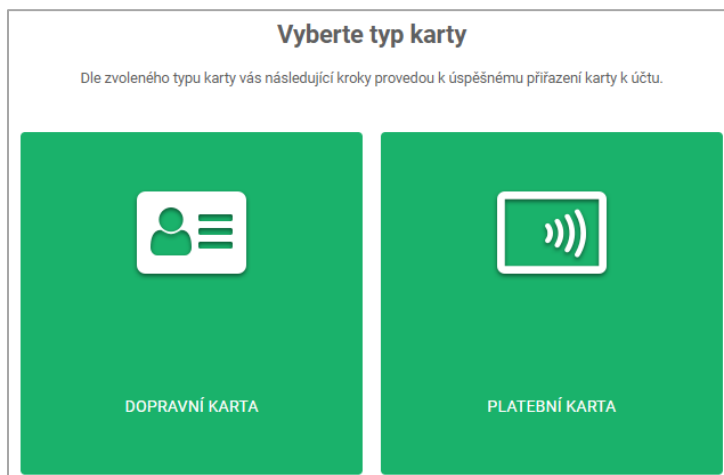 Vyberte typ karty
Dle zvoleného typu karty vás následující kroky provedou k úspěšnému přiřazení karty k účtu.
DOPRAVNÍ KARTA
PLATEBNÍ KARTA